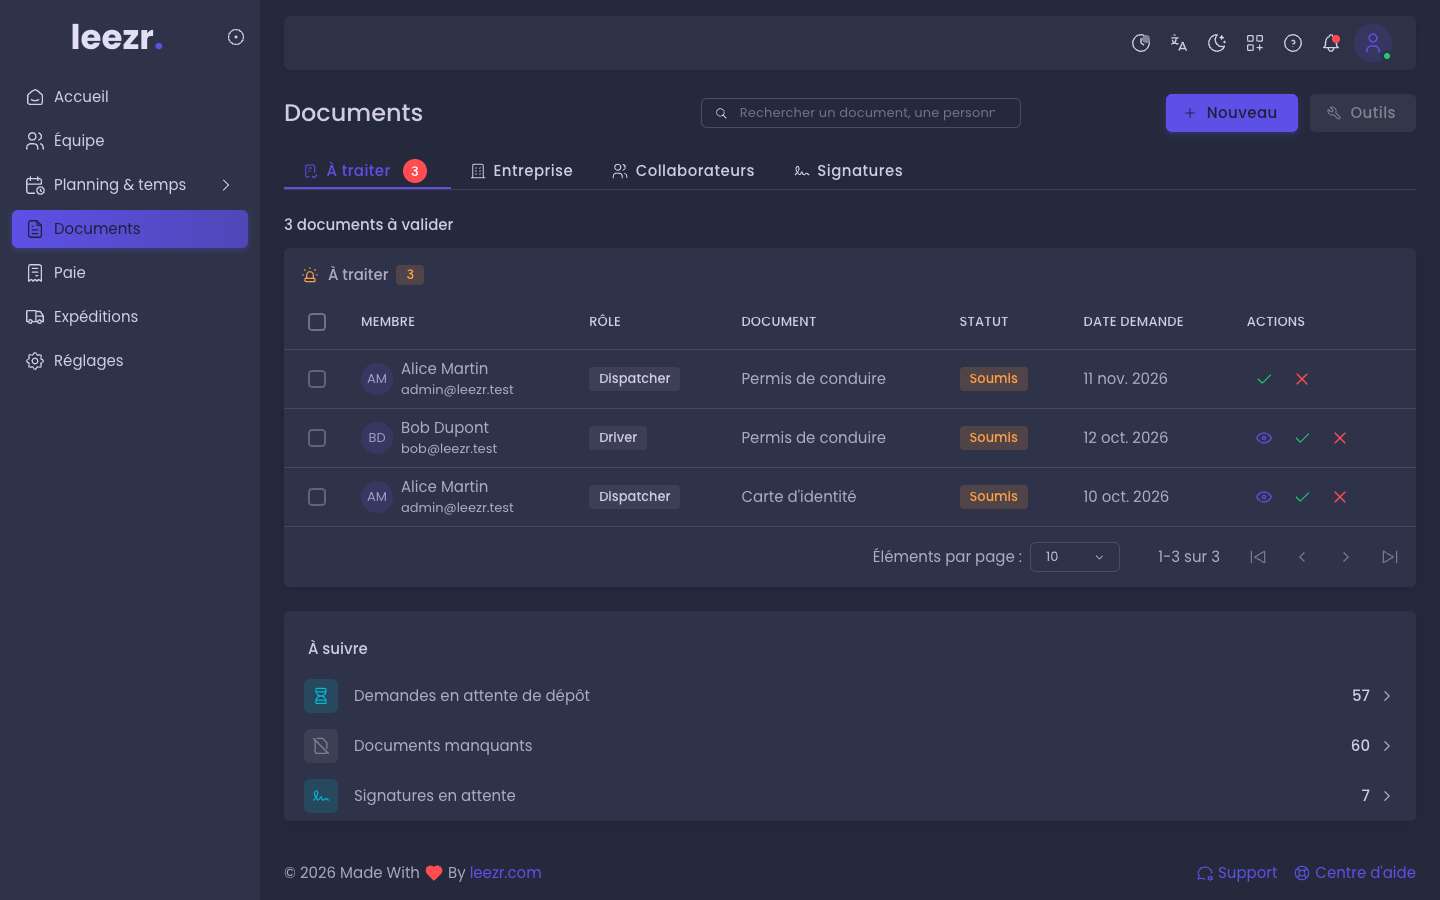 leezr.
Accueil
Équipe
Planning & temps
Documents
Paie
Expéditions
Réglages
Documents
Rechercher un document, une personr
Nouveau
Outils
À traiter 3
Entreprise
Collaborateurs
Signatures
3 documents à valider
À traiter 3
MEMBRE RÔLE DOCUMENT STATUT DATE DEMANDE ACTIONS
AM Alice Martin admin@leezr.test Dispatcher Permis de conduire Soumis 11 nov. 2026
BD Bob Dupont bob@leezr.test Driver Permis de conduire Soumis 12 oct. 2026
AM Alice Martin admin@leezr.test Dispatcher Carte d'identité Soumis 10 oct. 2026
Éléments par page : 10 1-3 sur 3
À suivre
Demandes en attente de dépôt 57
Documents manquants 60
Signatures en attente 7
© 2026 Made With By leezr.com
Support Centre d'aide